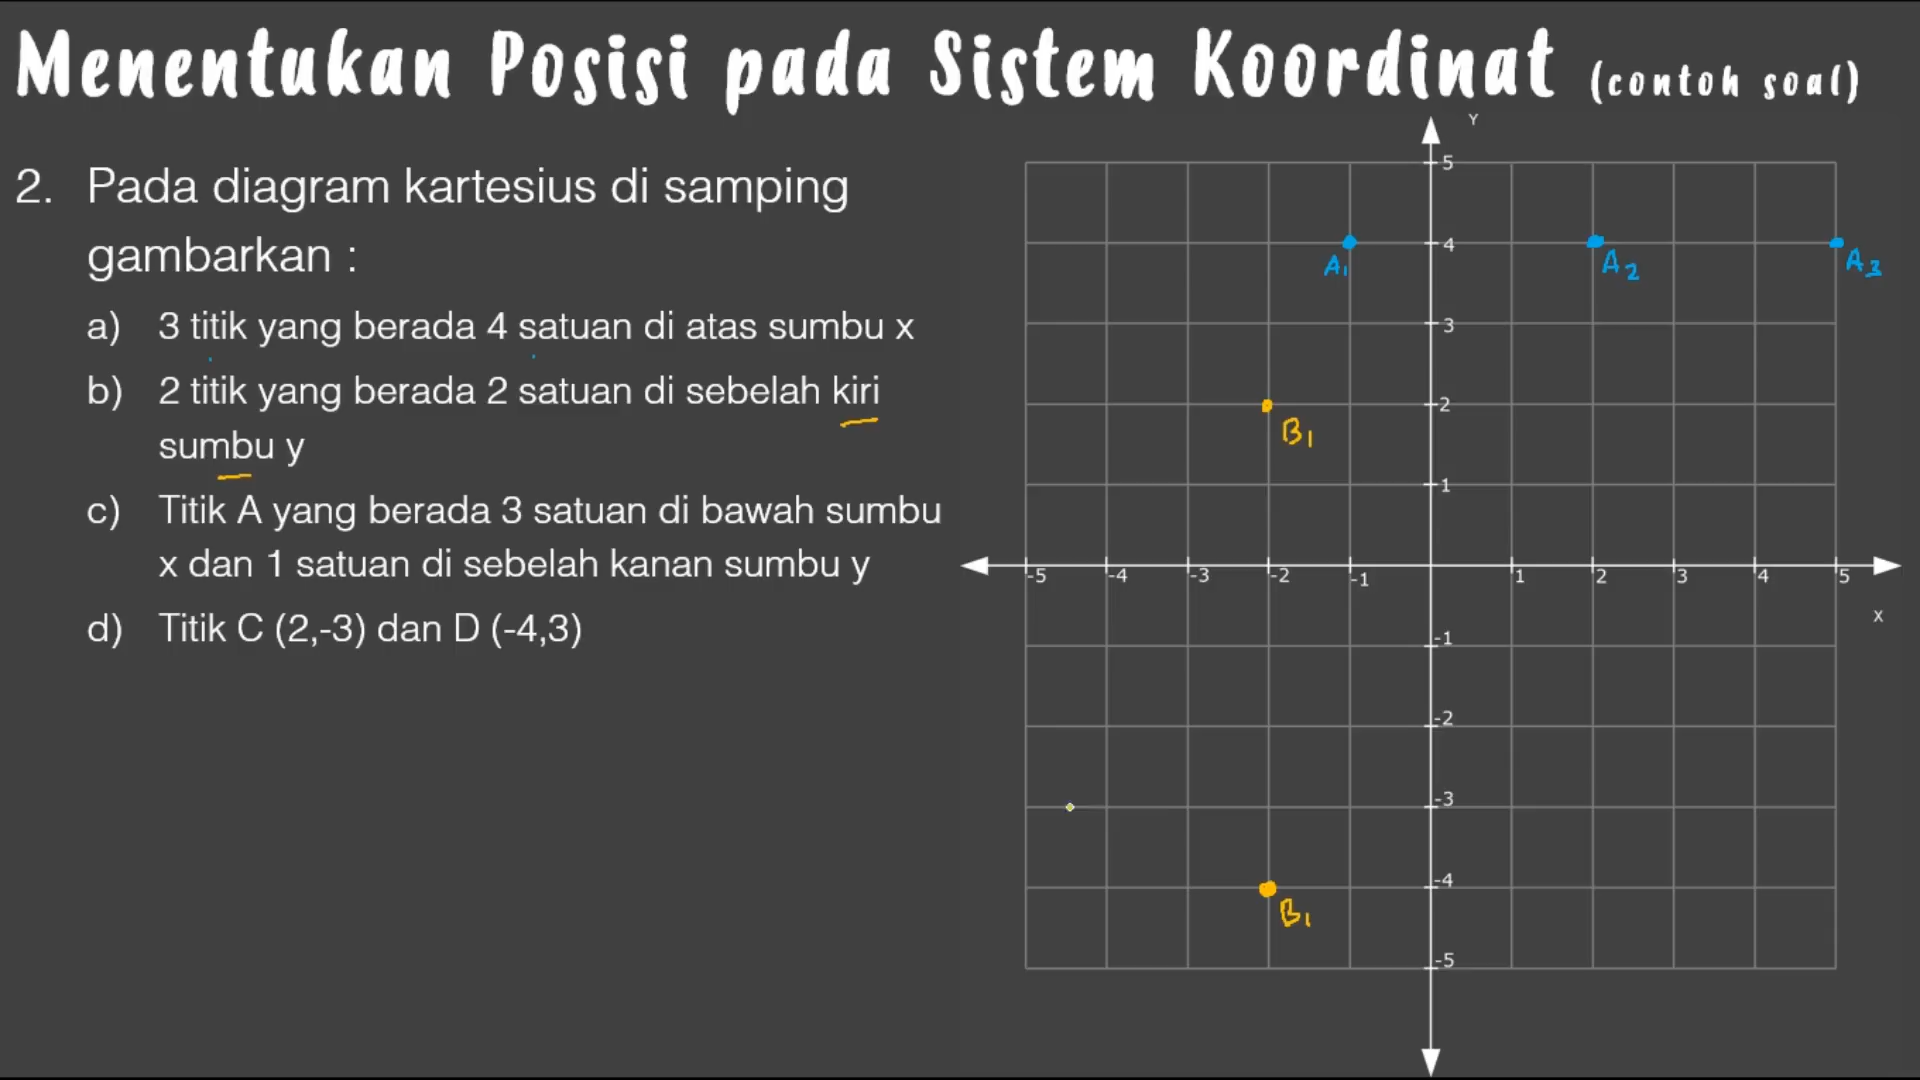 Menentukan Posisi pada Sistem Koordinat (contoh soal)
2. Pada diagram kartesius di samping
gambarkan :
a) 3 titik yang berada 4 satuan di atas sumbu x
b) 2 titik yang berada 2 satuan di sebelah kiri
sumbu y
c) Titik A yang berada 3 satuan di bawah sumbu
x dan 1 satuan di sebelah kanan sumbu y
d) Titik C (2,-3) dan D (-4,3)
Y
5
4
A1 A2 A3
3
2
B1
1
-5 -4 -3 -2 -1 1 2 3 4 5
X
-1
-2
-3
-4
B1
-5